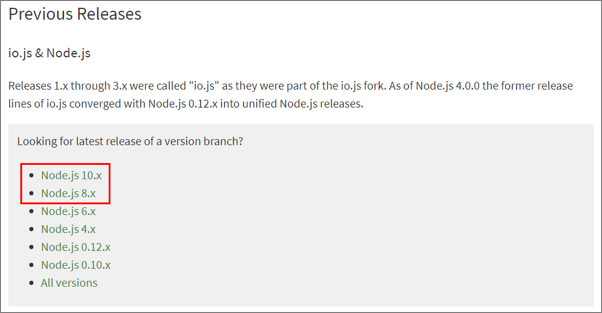 Previous Releases
io.js & Node.js
Releases 1.x through 3.x were called "io.js" as they were part of the io.js fork. As of Node.js 4.0.0 the former release
lines of io.js converged with Node.js 0.12.x into unified Node.js releases.
Looking for latest release of a version branch?
Node.js 10.x
Node.js 8.x
Node.js 6.x
Node.js 4.x
Node.js 0.12.x
Node.js 0.10.x
All versions